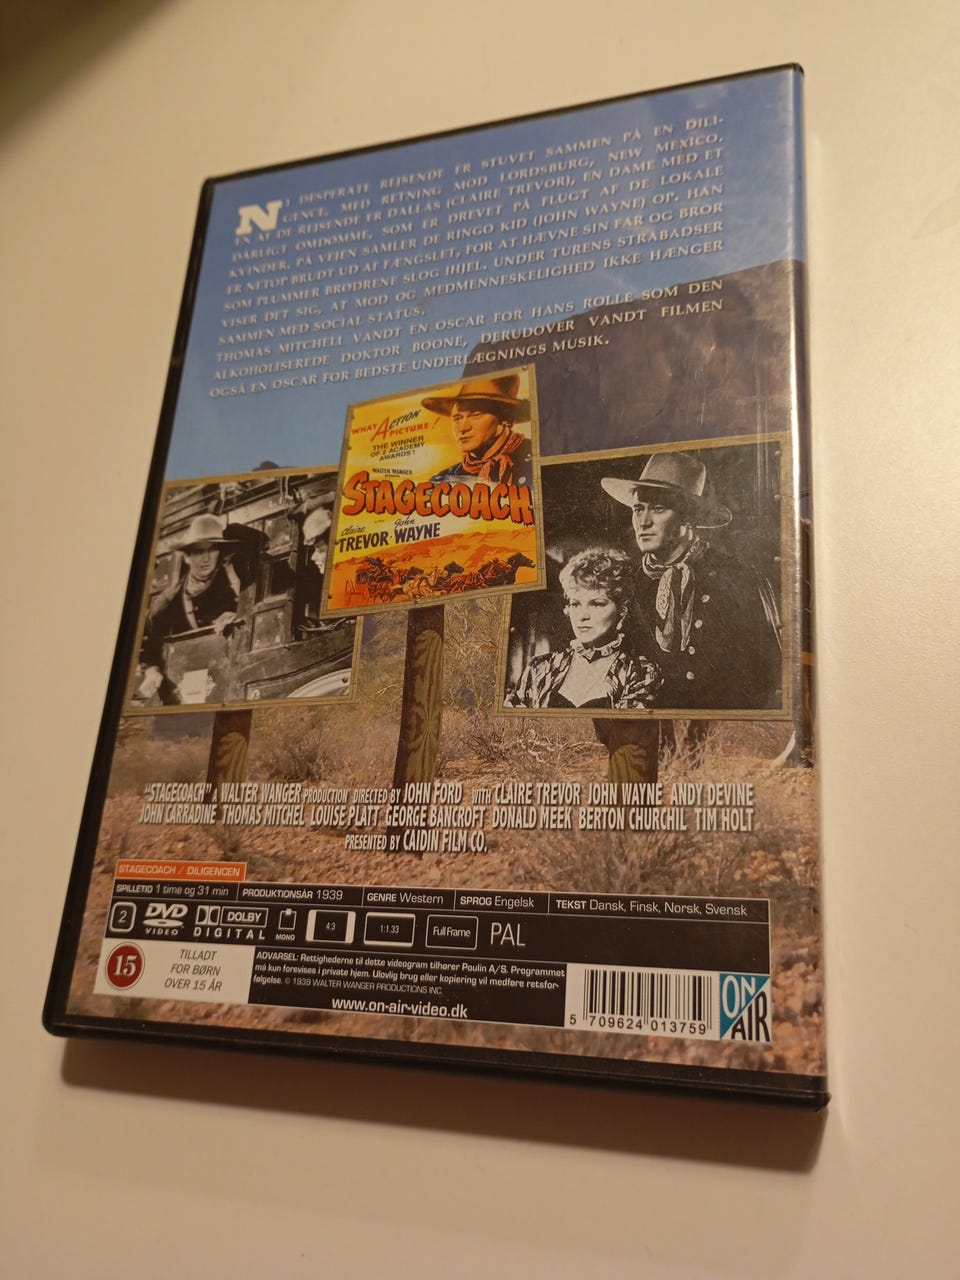 NI DESPERATE REJSENDE ER STUVET SAMMEN PÅ EN DILI-
GENCE, MED RETNING MOD LORDSBURG, NEW MEXICO.
EN AF DE REJSENDE ER DALLAS (CLAIRE TREVOR), EN DAME MED ET
DÅRLIGT OMDØMME, SOM ER DREVET PÅ FLUGT AF DE LOKALE
KVINDER. PÅ VEJEN SAMLER DE RINGO KID (JOHN WAYNE) OP. HAN
ER NETOP BRUDT UD AF FÆNGSLET, FOR AT HÆVNE SIN FAR OG BROR
SOM PLUMMER BRØDRENE SLOG IHJEL. UNDER TURENS STRABADSER
VISER DET SIG, AT MOD OG MEDMENNESKELIGHED IKKE HÆNGER
SAMMEN MED SOCIAL STATUS.
THOMAS MITCHELL VANDT EN OSCAR FOR HANS ROLLE SOM DEN
ALKOHOLISEREDE DOKTOR BOONE, DERUDOVER VANDT FILMEN
OGSÅ EN OSCAR FOR BEDSTE UNDERLÆGNINGS MUSIK.
WHAT ACTION
PICTURE!
THE WINNER
OF 2 ACADEMY
AWARDS!
WALTER WANGER
STAGECOACH
Claire TREVOR · John WAYNE
"STAGECOACH" A WALTER WANGER PRODUCTION DIRECTED BY JOHN FORD WITH CLAIRE TREVOR JOHN WAYNE ANDY DEVINE
JOHN CARRADINE THOMAS MITCHEL LOUISE PLATT GEORGE BANCROFT DONALD MEEK BERTON CHURCHIL TIM HOLT
PRESENTED BY CAIDIN FILM CO.
STAGECOACH / DILIGENCEN
SPILLETID 1 time og 31 min PRODUKTIONSÅR 1939 GENRE Western SPROG Engelsk TEKST Dansk, Finsk, Norsk, Svensk
2 DVD VIDEO DOLBY DIGITAL MONO 4:3 1:1.33 Full Frame PAL
15
TILLADT
FOR BØRN
OVER 15 ÅR
ADVARSEL: Rettighederne til dette videogram tilhører Poulin A/S. Programmet
må kun forevises i private hjem. Ulovlig brug eller kopiering vil medføre retsfor-
følgelse. © 1939 WALTER WANGER PRODUCTIONS INC.
www.on-air-video.dk
5 709624 013759
ON AIR